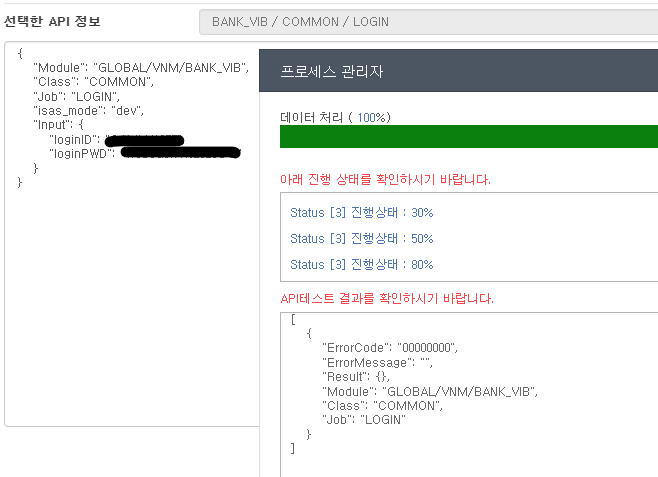 선택한 API 정보
BANK_VIB / COMMON / LOGIN
{
"Module": "GLOBAL/VNM/BANK_VIB",
"Class": "COMMON",
"Job": "LOGIN",
"isas_mode": "dev",
"Input": {
"loginID":
"loginPWD":
}
}
프로세스 관리자
데이터 처리 ( 100%)
아래 진행 상태를 확인하시기 바랍니다.
Status [3] 진행상태 : 30%
Status [3] 진행상태 : 50%
Status [3] 진행상태 : 80%
API테스트 결과를 확인하시기 바랍니다.
[
{
"ErrorCode": "00000000",
"ErrorMessage": "",
"Result": {},
"Module": "GLOBAL/VNM/BANK_VIB",
"Class": "COMMON",
"Job": "LOGIN"
}
]